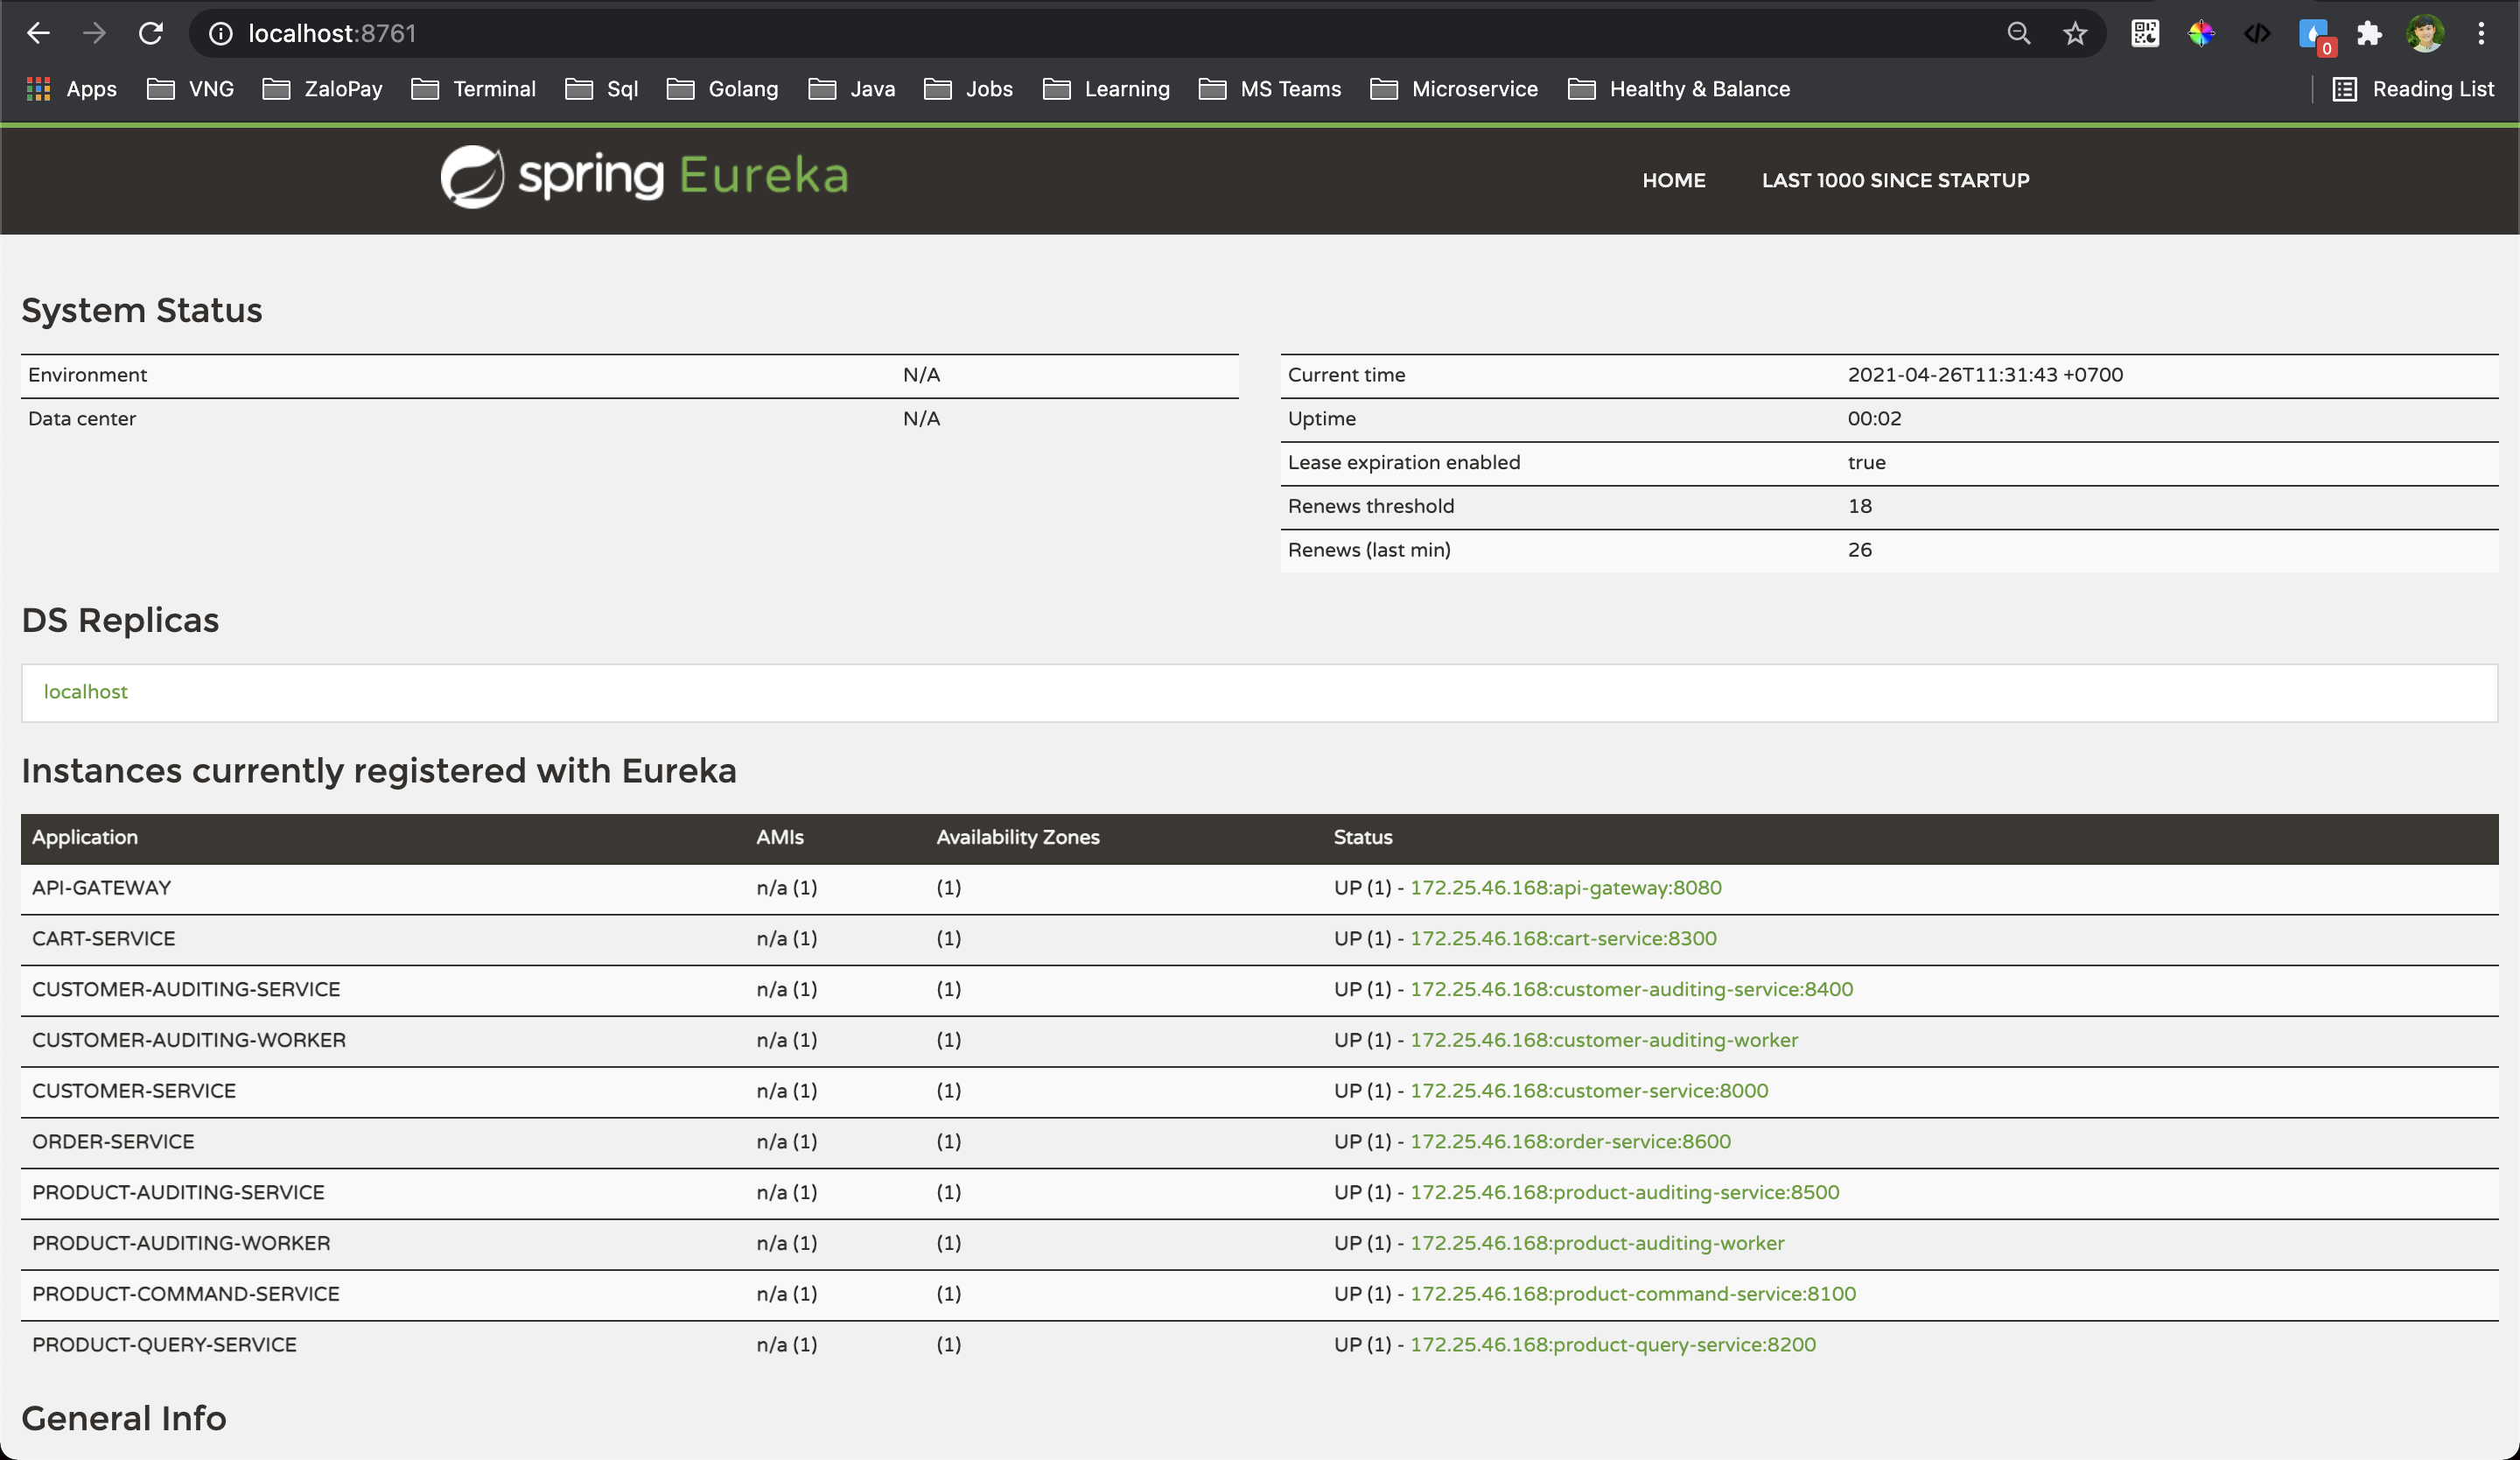 localhost:8761
0
Apps VNG ZaloPay Terminal Sql Golang Java Jobs Learning MS Teams Microservice Healthy & Balance Reading List
spring Eureka HOME LAST 1000 SINCE STARTUP
System Status
Environment N/A
Data center N/A
Current time 2021-04-26T11:31:43 +0700
Uptime 00:02
Lease expiration enabled true
Renews threshold 18
Renews (last min) 26
DS Replicas
localhost
Instances currently registered with Eureka
Application AMIs Availability Zones Status
API-GATEWAY n/a (1) (1) UP (1) - 172.25.46.168:api-gateway:8080
CART-SERVICE n/a (1) (1) UP (1) - 172.25.46.168:cart-service:8300
CUSTOMER-AUDITING-SERVICE n/a (1) (1) UP (1) - 172.25.46.168:customer-auditing-service:8400
CUSTOMER-AUDITING-WORKER n/a (1) (1) UP (1) - 172.25.46.168:customer-auditing-worker
CUSTOMER-SERVICE n/a (1) (1) UP (1) - 172.25.46.168:customer-service:8000
ORDER-SERVICE n/a (1) (1) UP (1) - 172.25.46.168:order-service:8600
PRODUCT-AUDITING-SERVICE n/a (1) (1) UP (1) - 172.25.46.168:product-auditing-service:8500
PRODUCT-AUDITING-WORKER n/a (1) (1) UP (1) - 172.25.46.168:product-auditing-worker
PRODUCT-COMMAND-SERVICE n/a (1) (1) UP (1) - 172.25.46.168:product-command-service:8100
PRODUCT-QUERY-SERVICE n/a (1) (1) UP (1) - 172.25.46.168:product-query-service:8200
General Info